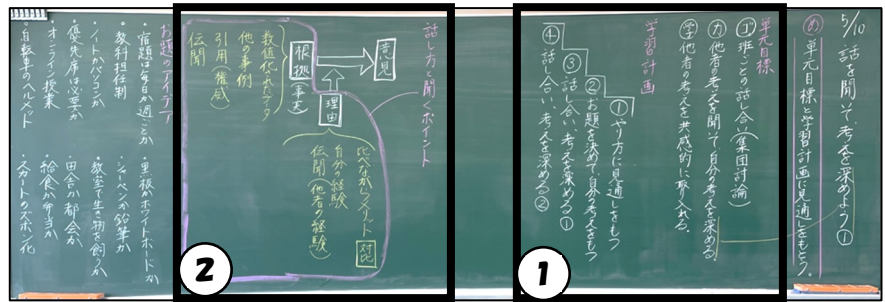 5/10 話を聞いて、考えを深めよう①
め 単元目標と学習計画に見通しをもとう。
単元目標
班ごとの話し合い(集団討論)
力 他者の考えを聞いて、自分の考えを深める。
学 他者の考えを共感的に取り入れる。
学習計画
①やり方に見通しをもつ
②お題を決めて、自分の考えをもつ
③話し合い、考えを深める①
④話し合い、考えを深める②
1
話し方と聞くポイント
意見
理由
比べながらメリット 対比
自分の経験
伝聞(他者の経験)
根拠(事実)
数値化したデータ
他の事例
引用(権威)
伝聞
2
お題のアイデア
・宿題は毎日か週ごとか
・教科担任制
・ノートかパソコンか
・優先席は必要か
・オンライン授業
・自転車のヘルメット
・黒板かホワイトボードか
・シャーペンか鉛筆か
・教室で生き物を飼うか
・田舎か都会か
・給食か弁当か
・スカートのズボン化